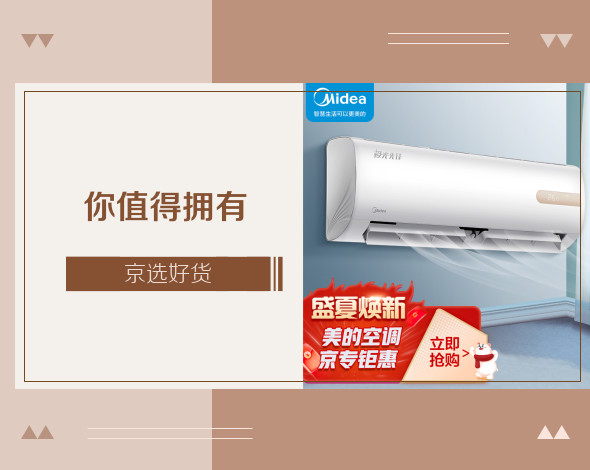 你值得拥有
京选好货
Midea
智慧生活可以更美的
Midea
盛夏焕新
美的空调
京专钜惠
立即
抢购>